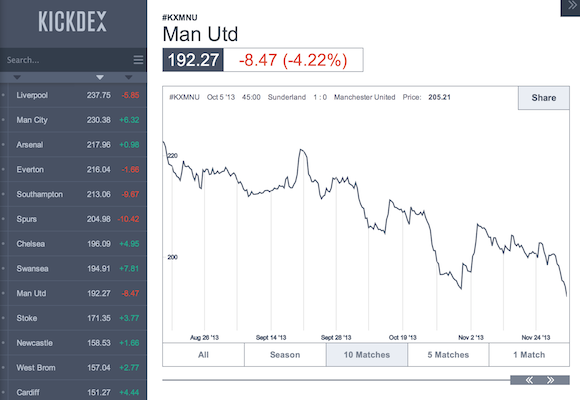 KICKDEX
Search...
Liverpool 237.75 -5.85
Man City 230.38 +6.32
Arsenal 217.96 +0.98
Everton 216.04 -1.66
Southampton 213.06 -9.67
Spurs 204.98 -10.42
Chelsea 196.09 +4.95
Swansea 194.91 +7.81
Man Utd 192.27 -8.47
Stoke 171.35 +3.77
Newcastle 158.53 +1.66
West Brom 157.04 +2.77
Cardiff 151.27 +4.44
#KXMNU
Man Utd
192.27 -8.47 (-4.22%)
#KXMNU Oct 5 '13 45:00 Sunderland 1 : 0 Manchester United Price: 205.21
Share
220
200
Aug 26 '13 Sept 14 '13 Sept 28 '13 Oct 19 '13 Nov 2 '13 Nov 24 '13
All Season 10 Matches 5 Matches 1 Match